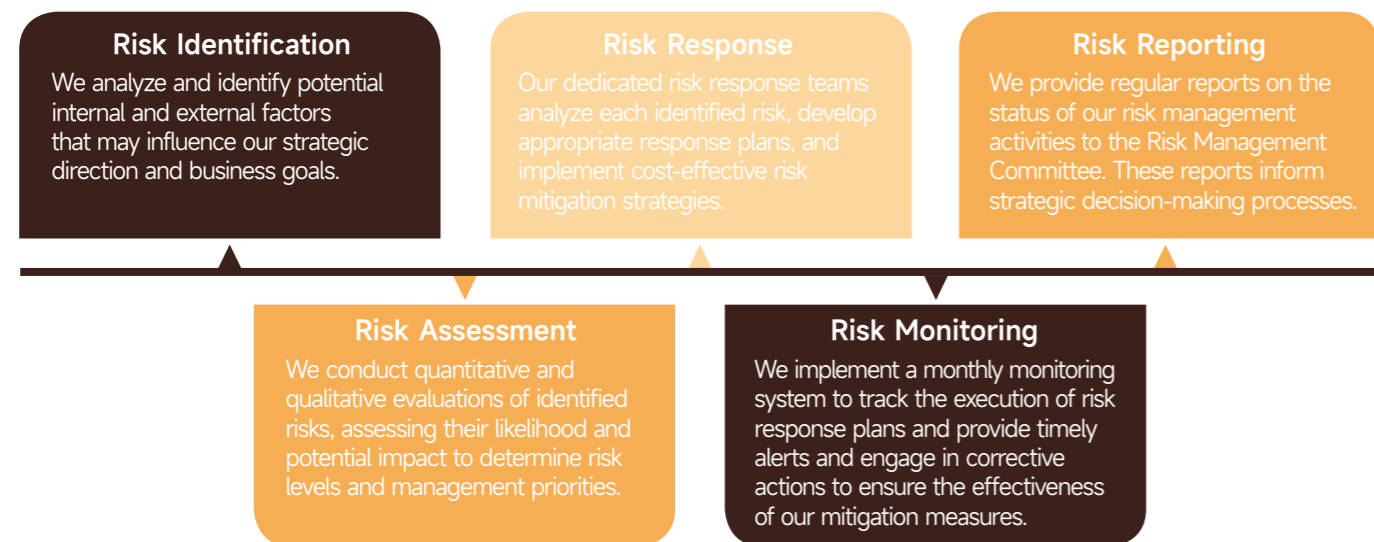 Risk Identification
We analyze and identify potential
internal and external factors
that may influence our strategic
direction and business goals.
Risk Assessment
We conduct quantitative and
qualitative evaluations of identified
risks, assessing their likelihood and
potential impact to determine risk
levels and management priorities.
Risk Response
Our dedicated risk response teams
analyze each identified risk, develop
appropriate response plans, and
implement cost-effective risk
mitigation strategies.
Risk Monitoring
We implement a monthly monitoring
system to track the execution of risk
response plans and provide timely
alerts and engage in corrective
actions to ensure the effectiveness
of our mitigation measures.
Risk Reporting
We provide regular reports on the
status of our risk management
activities to the Risk Management
Committee. These reports inform
strategic decision-making processes.